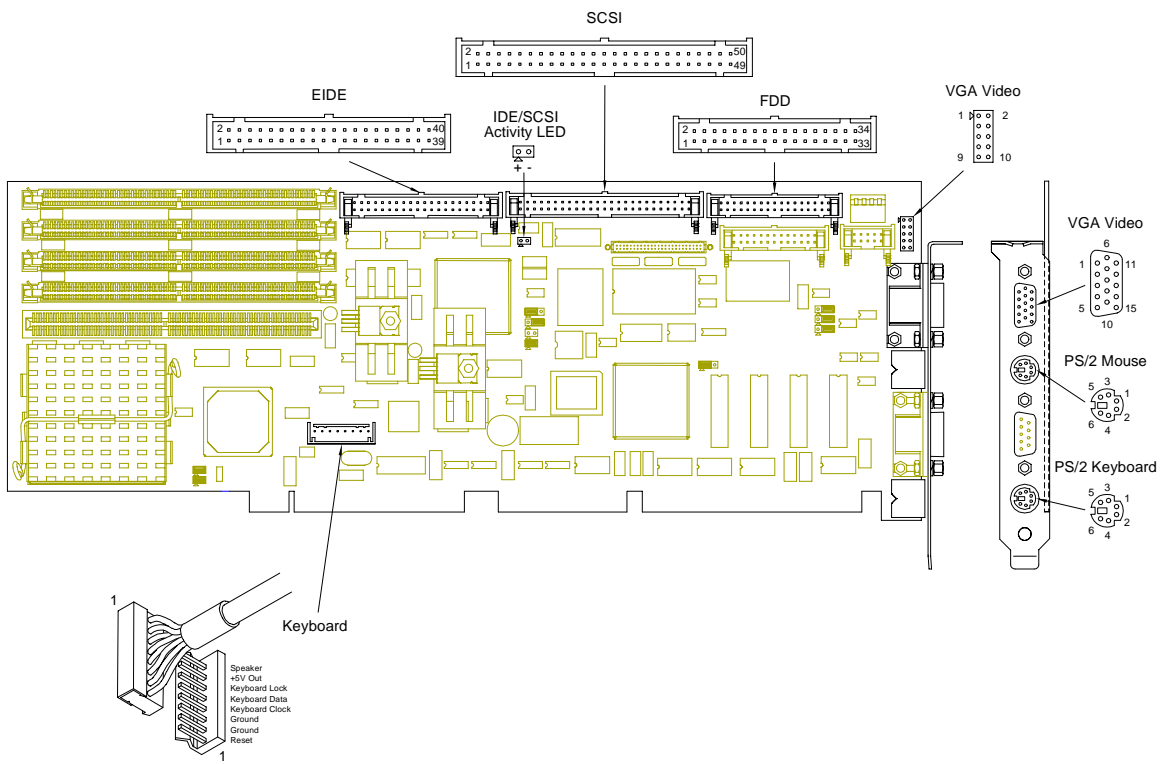 SCSI
2 50
1 49
EIDE
2 40
1 39
IDE/SCSI
Activity LED
+ -
FDD
2 34
1 33
VGA Video
1 2
9 10
VGA Video
6
1 11
5 15
10
PS/2 Mouse
3
5 1
2
6
4
PS/2 Keyboard
3
5 1
2
6 4
Keyboard
1
Speaker
+5V Out
Keyboard Lock
Keyboard Data
Keyboard Clock
Ground
Ground
Reset
1